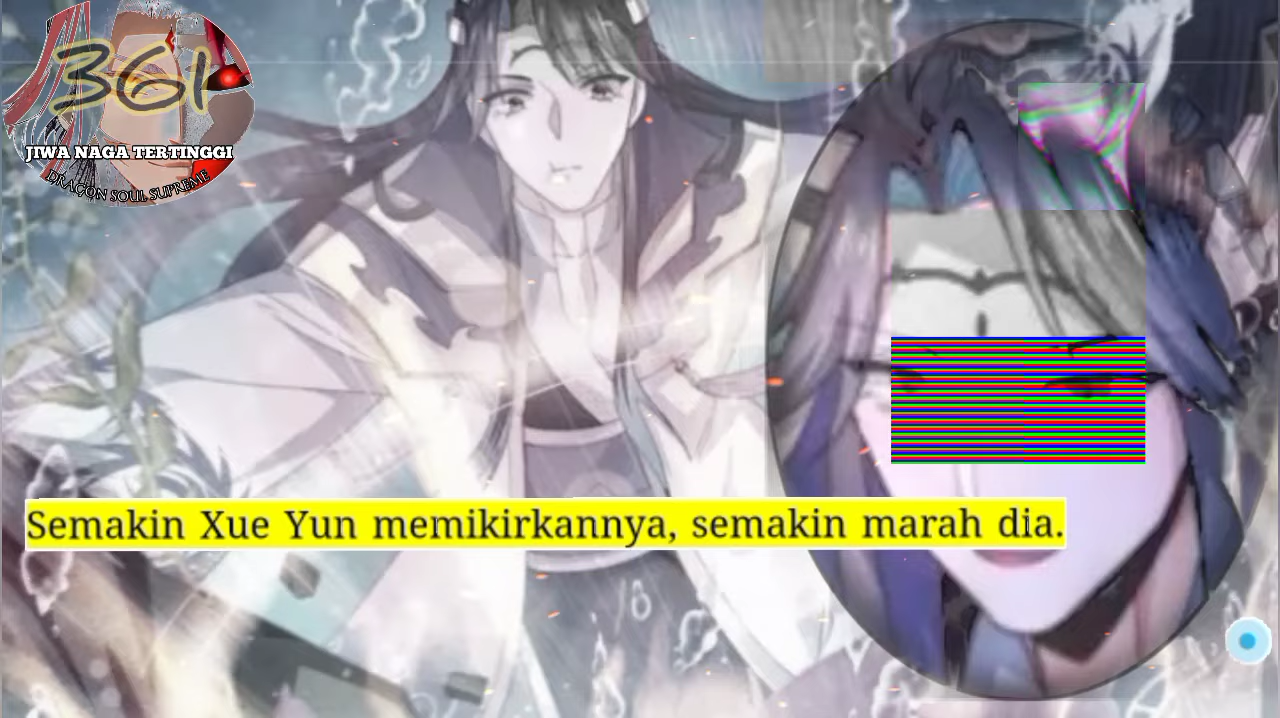 361
JIWA NAGA TERTINGGI
DRAGON SOUL SUPREME
Semakin Xue Yun memikirkannya, semakin marah dia.